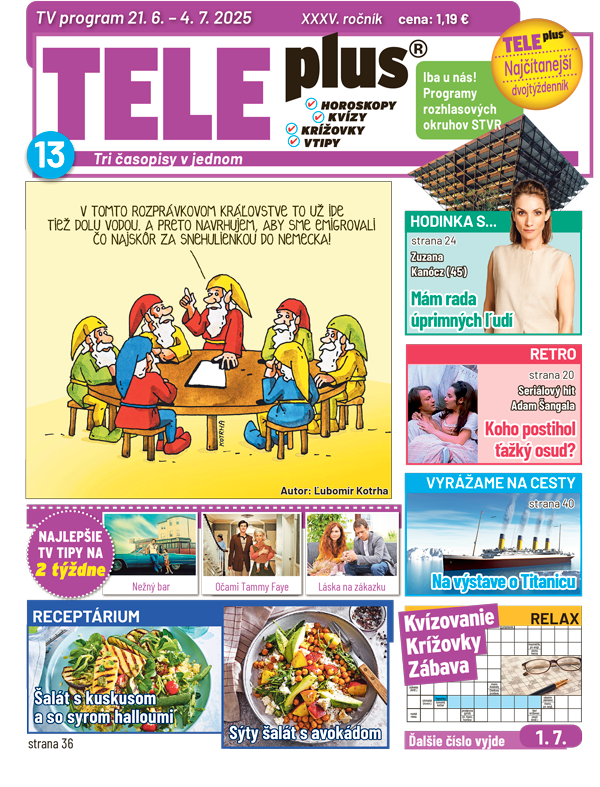 TV program 21. 6. – 4. 7. 2025
XXXV. ročník
cena: 1,19 €
TELE
plus®
HOROSKOPY
KVÍZY
KRÍŽOVKY
VTIPY
Iba u nás!
Programy
rozhlasových
okruhov STVR
TELE plus®
Najčítanejší
dvojtýždenník
13
Tri časopisy v jednom
V TOMTO ROZPRÁVKOVOM KRÁĽOVSTVE TO UŽ IDE
TIEŽ DOLU VODOU. A PRETO NAVRHUJEM, ABY SME EMIGROVALI
ČO NAJSKÔR ZA SNEHULIENKOU DO NEMECKA!
KOTRHA
Autor: Ľubomír Kotrha
HODINKA S...
strana 24
Zuzana
Kanócz (45)
Mám rada
úprimných ľudí
RETRO
strana 20
Seriálový hit
Adam Šangala
Koho postihol
ťažký osud?
VYRÁŽAME NA CESTY
strana 40
Na výstave o Titanicu
NAJLEPŠIE
TV TIPY NA
2 týždne
Nežný bar
Očami Tammy Faye
Láska na zákazku
RECEPTÁRIUM
Šalát s kuskusom
a so syrom halloumi
Sýty šalát s avokádom
strana 36
Kvízovanie
Krížovky
Zábava
RELAX
Ďalšie číslo vyjde
1. 7.